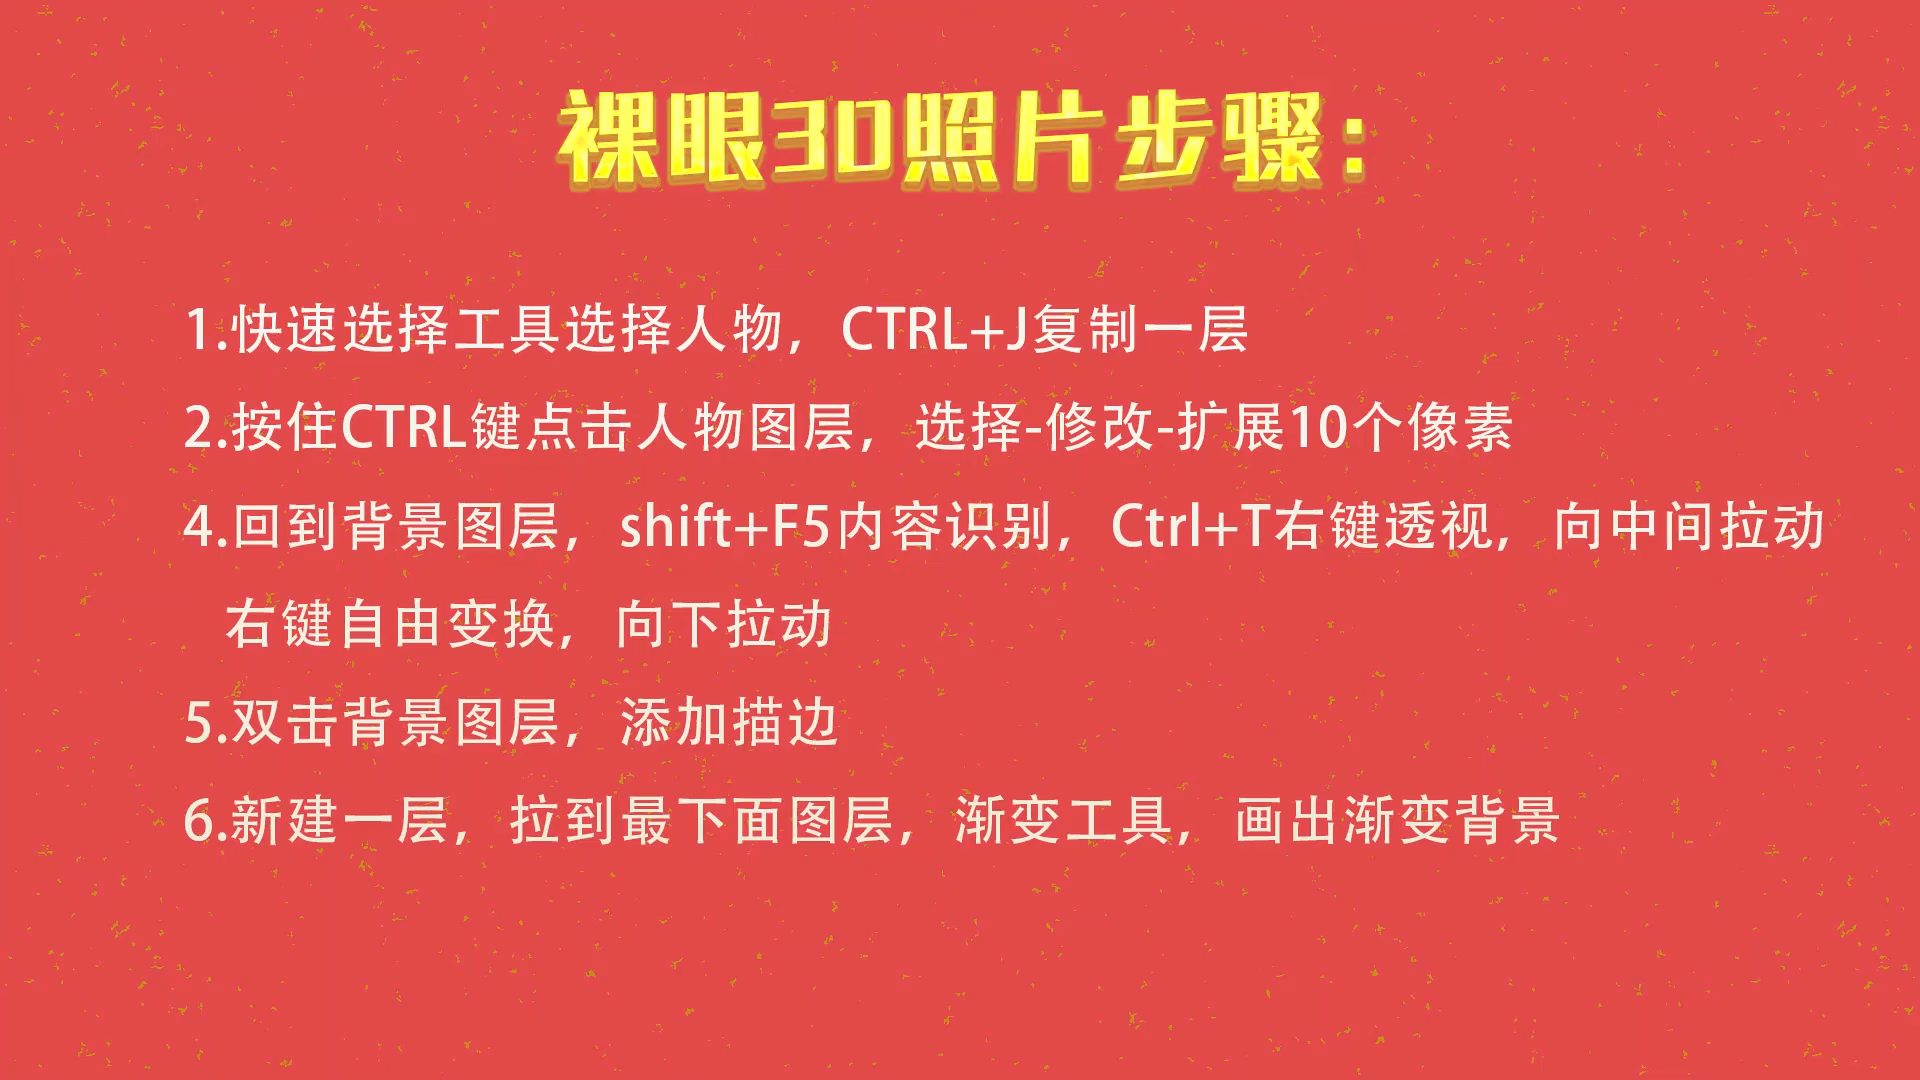 裸眼3D照片步骤：
1.快速选择工具选择人物，CTRL+J复制一层
2.按住CTRL键点击人物图层，选择-修改-扩展10个像素
4.回到背景图层，shift+F5内容识别，Ctrl+T右键透视，向中间拉动
右键自由变换，向下拉动
5.双击背景图层，添加描边
6.新建一层，拉到最下面图层，渐变工具，画出渐变背景